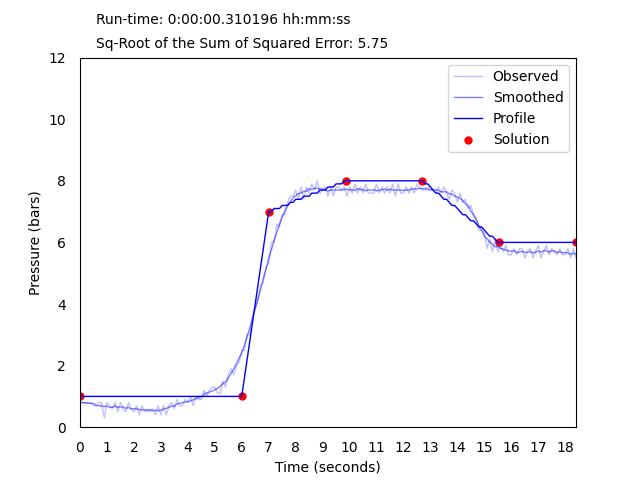 Run-time: 0:00:00.310196 hh:mm:ss
Sq-Root of the Sum of Squared Error: 5.75
Observed
Smoothed
Profile
Solution
12
10
8
6
4
2
0
Pressure (bars)
0 1 2 3 4 5 6 7 8 9 10 11 12 13 14 15 16 17 18
Time (seconds)